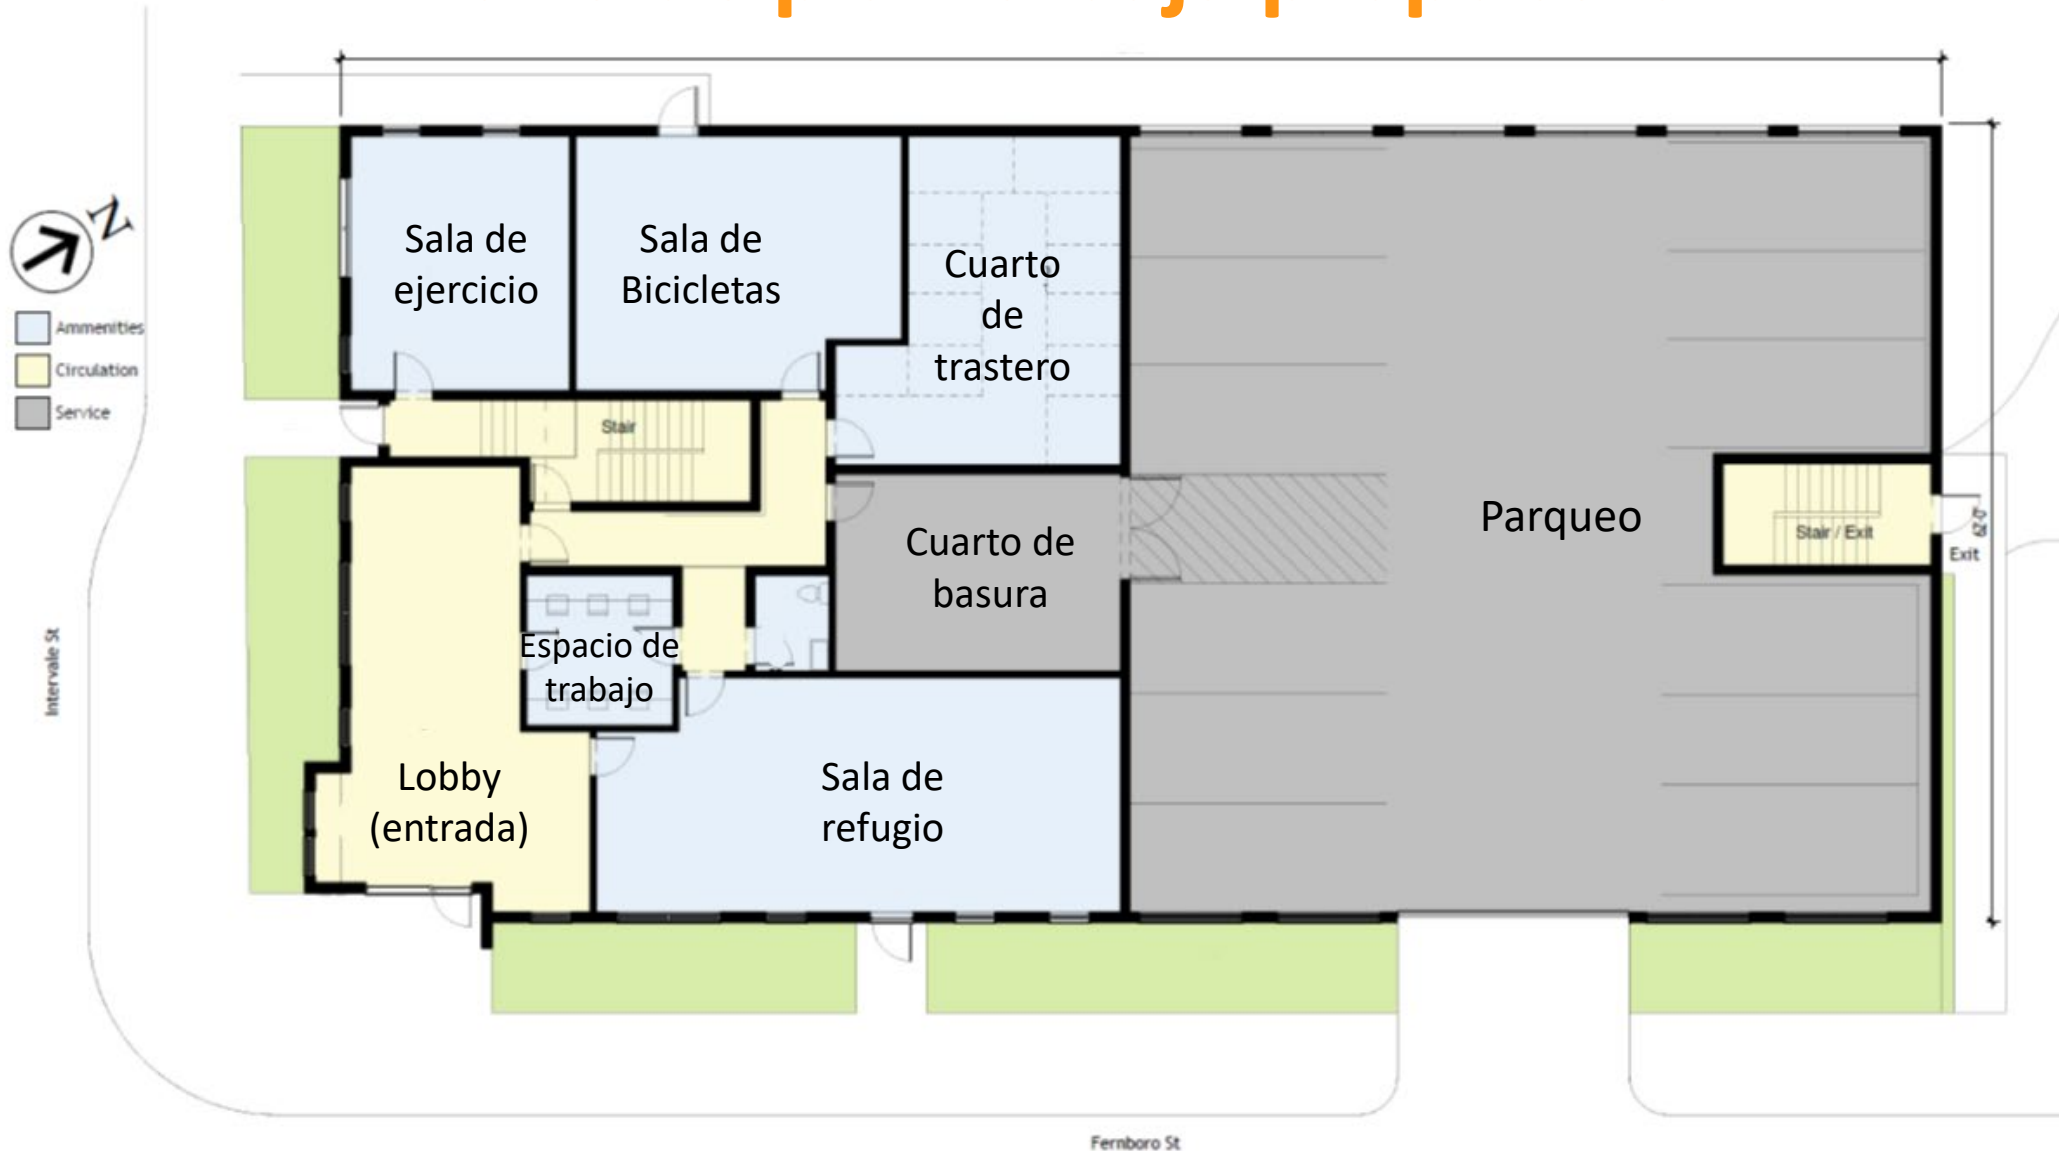 N
Ammenities
Circulation
Service
Sala de
ejercicio
Sala de
Bicicletas
Cuarto
de
trastero
Stair
Cuarto de
basura
Parqueo
Stair / Exit
Exit
Espacio de
trabajo
Lobby
(entrada)
Sala de
refugio
Intervale St
Fernboro St